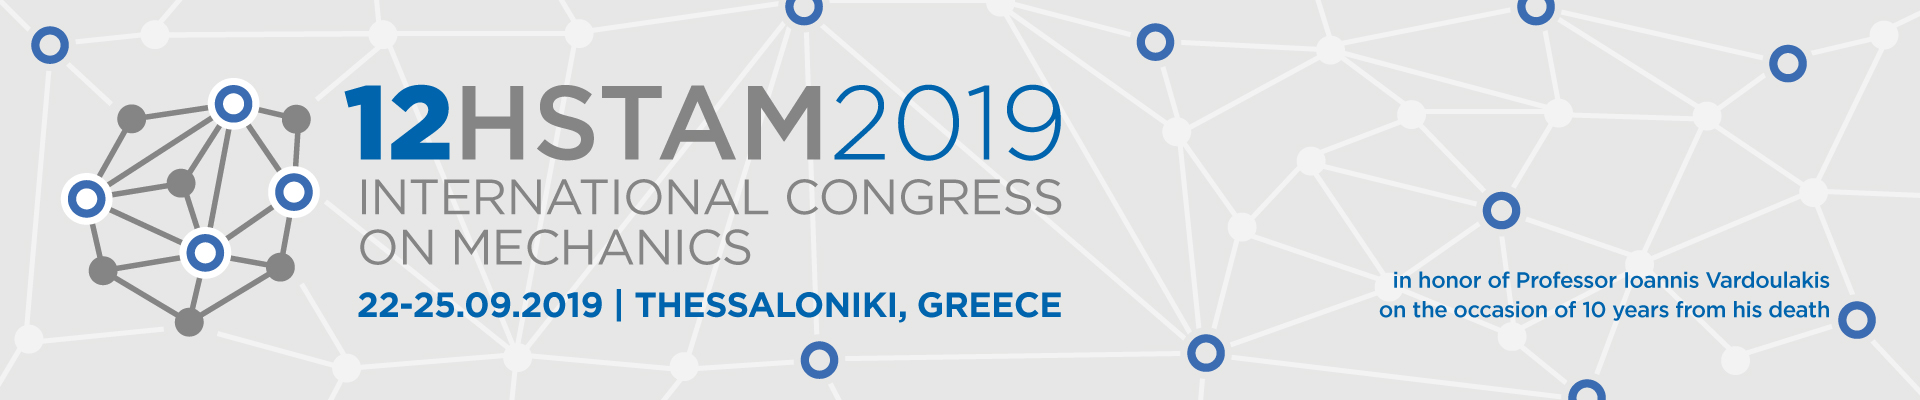 12HSTAM2019
INTERNATIONAL CONGRESS
ON MECHANICS
22-25.09.2019 | THESSALONIKI, GREECE
in honor of Professor Ioannis Vardoulakis
on the occasion of 10 years from his death